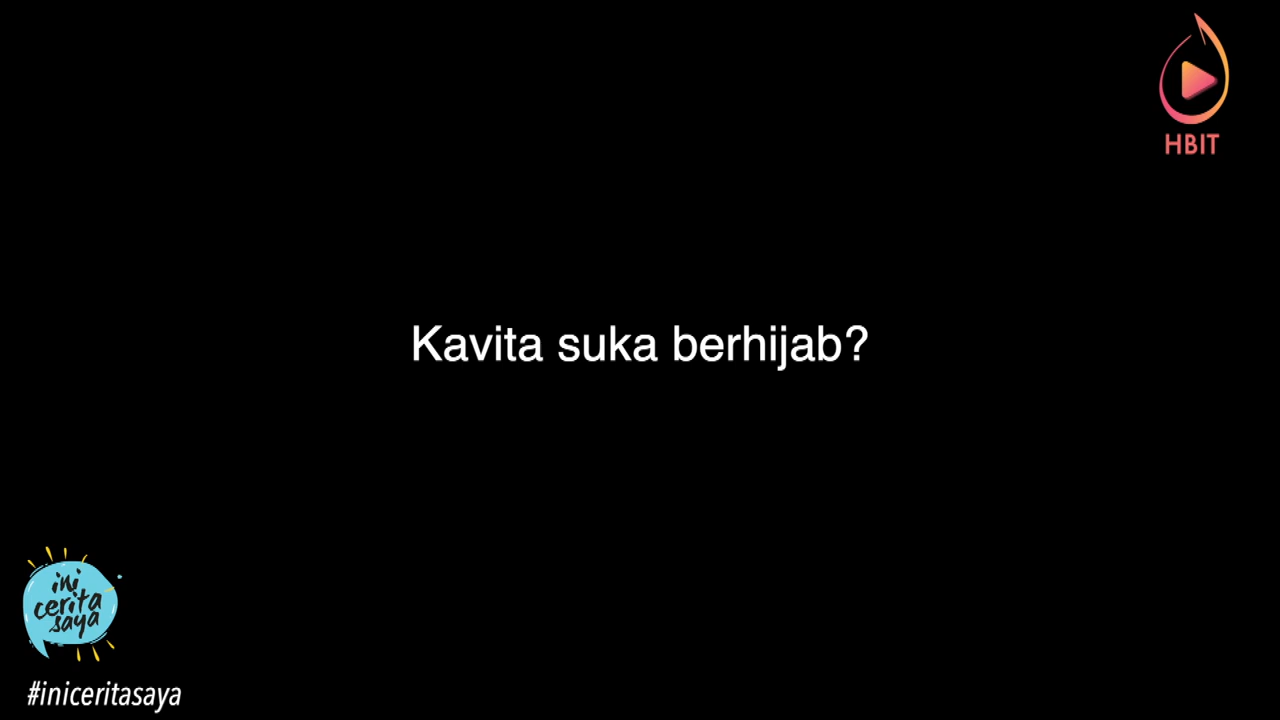 HBIT
Kavita suka berhijab?
ini
cerita
saya
#iniceritasaya